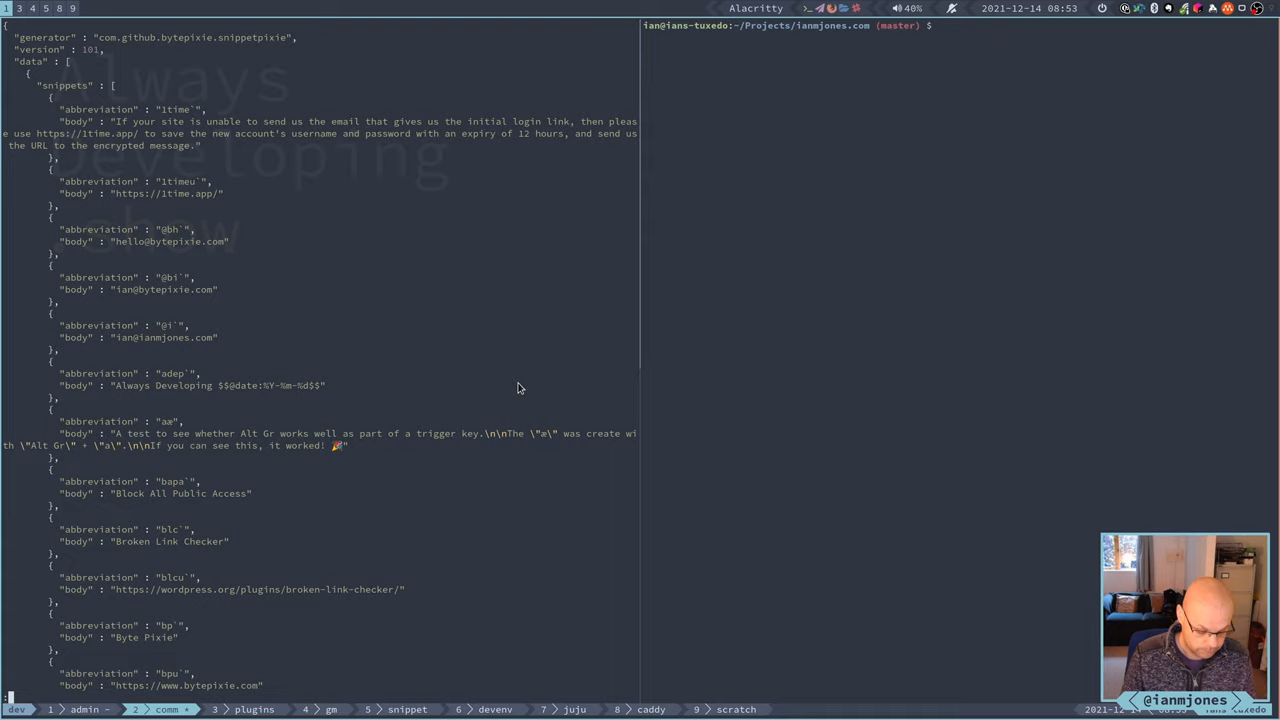 1 3 4 5 8 9
Alacritty
40%
2021-12-14 08:53
{
"generator" : "com.github.bytepixie.snippetpixie",
"version" : 101,
"data" : [
{
"snippets" : [
{
"abbreviation" : "1time`",
"body" : "If your site is unable to send us the email that gives us the initial login link, then pleas
e use https://1time.app/ to save the new account's username and password with an expiry of 12 hours, and send us
the URL to the encrypted message."
},
{
"abbreviation" : "1timeu`",
"body" : "https://1time.app/"
},
{
"abbreviation" : "@bh`",
"body" : "hello@bytepixie.com"
},
{
"abbreviation" : "@bi`",
"body" : "ian@bytepixie.com"
},
{
"abbreviation" : "@i`",
"body" : "ian@ianmjones.com"
},
{
"abbreviation" : "adep`",
"body" : "Always Developing $$@date:%Y-%m-%d$$"
},
{
"abbreviation" : "aæ",
"body" : "A test to see whether Alt Gr works well as part of a trigger key.\n\nThe \"æ\" was create wi
th \"Alt Gr\" + \"a\".\n\nIf you can see this, it worked! 🎉"
},
{
"abbreviation" : "bapa`",
"body" : "Block All Public Access"
},
{
"abbreviation" : "blc`",
"body" : "Broken Link Checker"
},
{
"abbreviation" : "blcu`",
"body" : "https://wordpress.org/plugins/broken-link-checker/"
},
{
"abbreviation" : "bp`",
"body" : "Byte Pixie"
},
{
"abbreviation" : "bpu`",
"body" : "https://www.bytepixie.com"
:
Always
Developing
Show
ian@ians-tuxedo:~/Projects/ianmjones.com (master) $
@ianmjones
dev 1 admin - 2 comm * 3 plugins 4 gm 5 snippet 6 devenv 7 juju 8 caddy 9 scratch
2021-12-14
ians-tuxedo